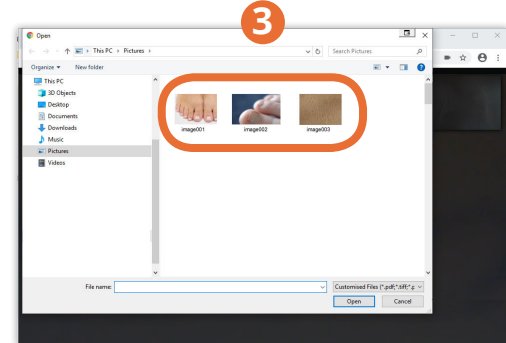 3
Open
This PC › Pictures ›
Search Pictures
Organize
New folder
This PC
3D Objects
Desktop
Documents
Downloads
Music
Pictures
Videos
image001
image002
image003
File name:
Customised Files (*.pdf;*.tiff;*.p
Open
Cancel